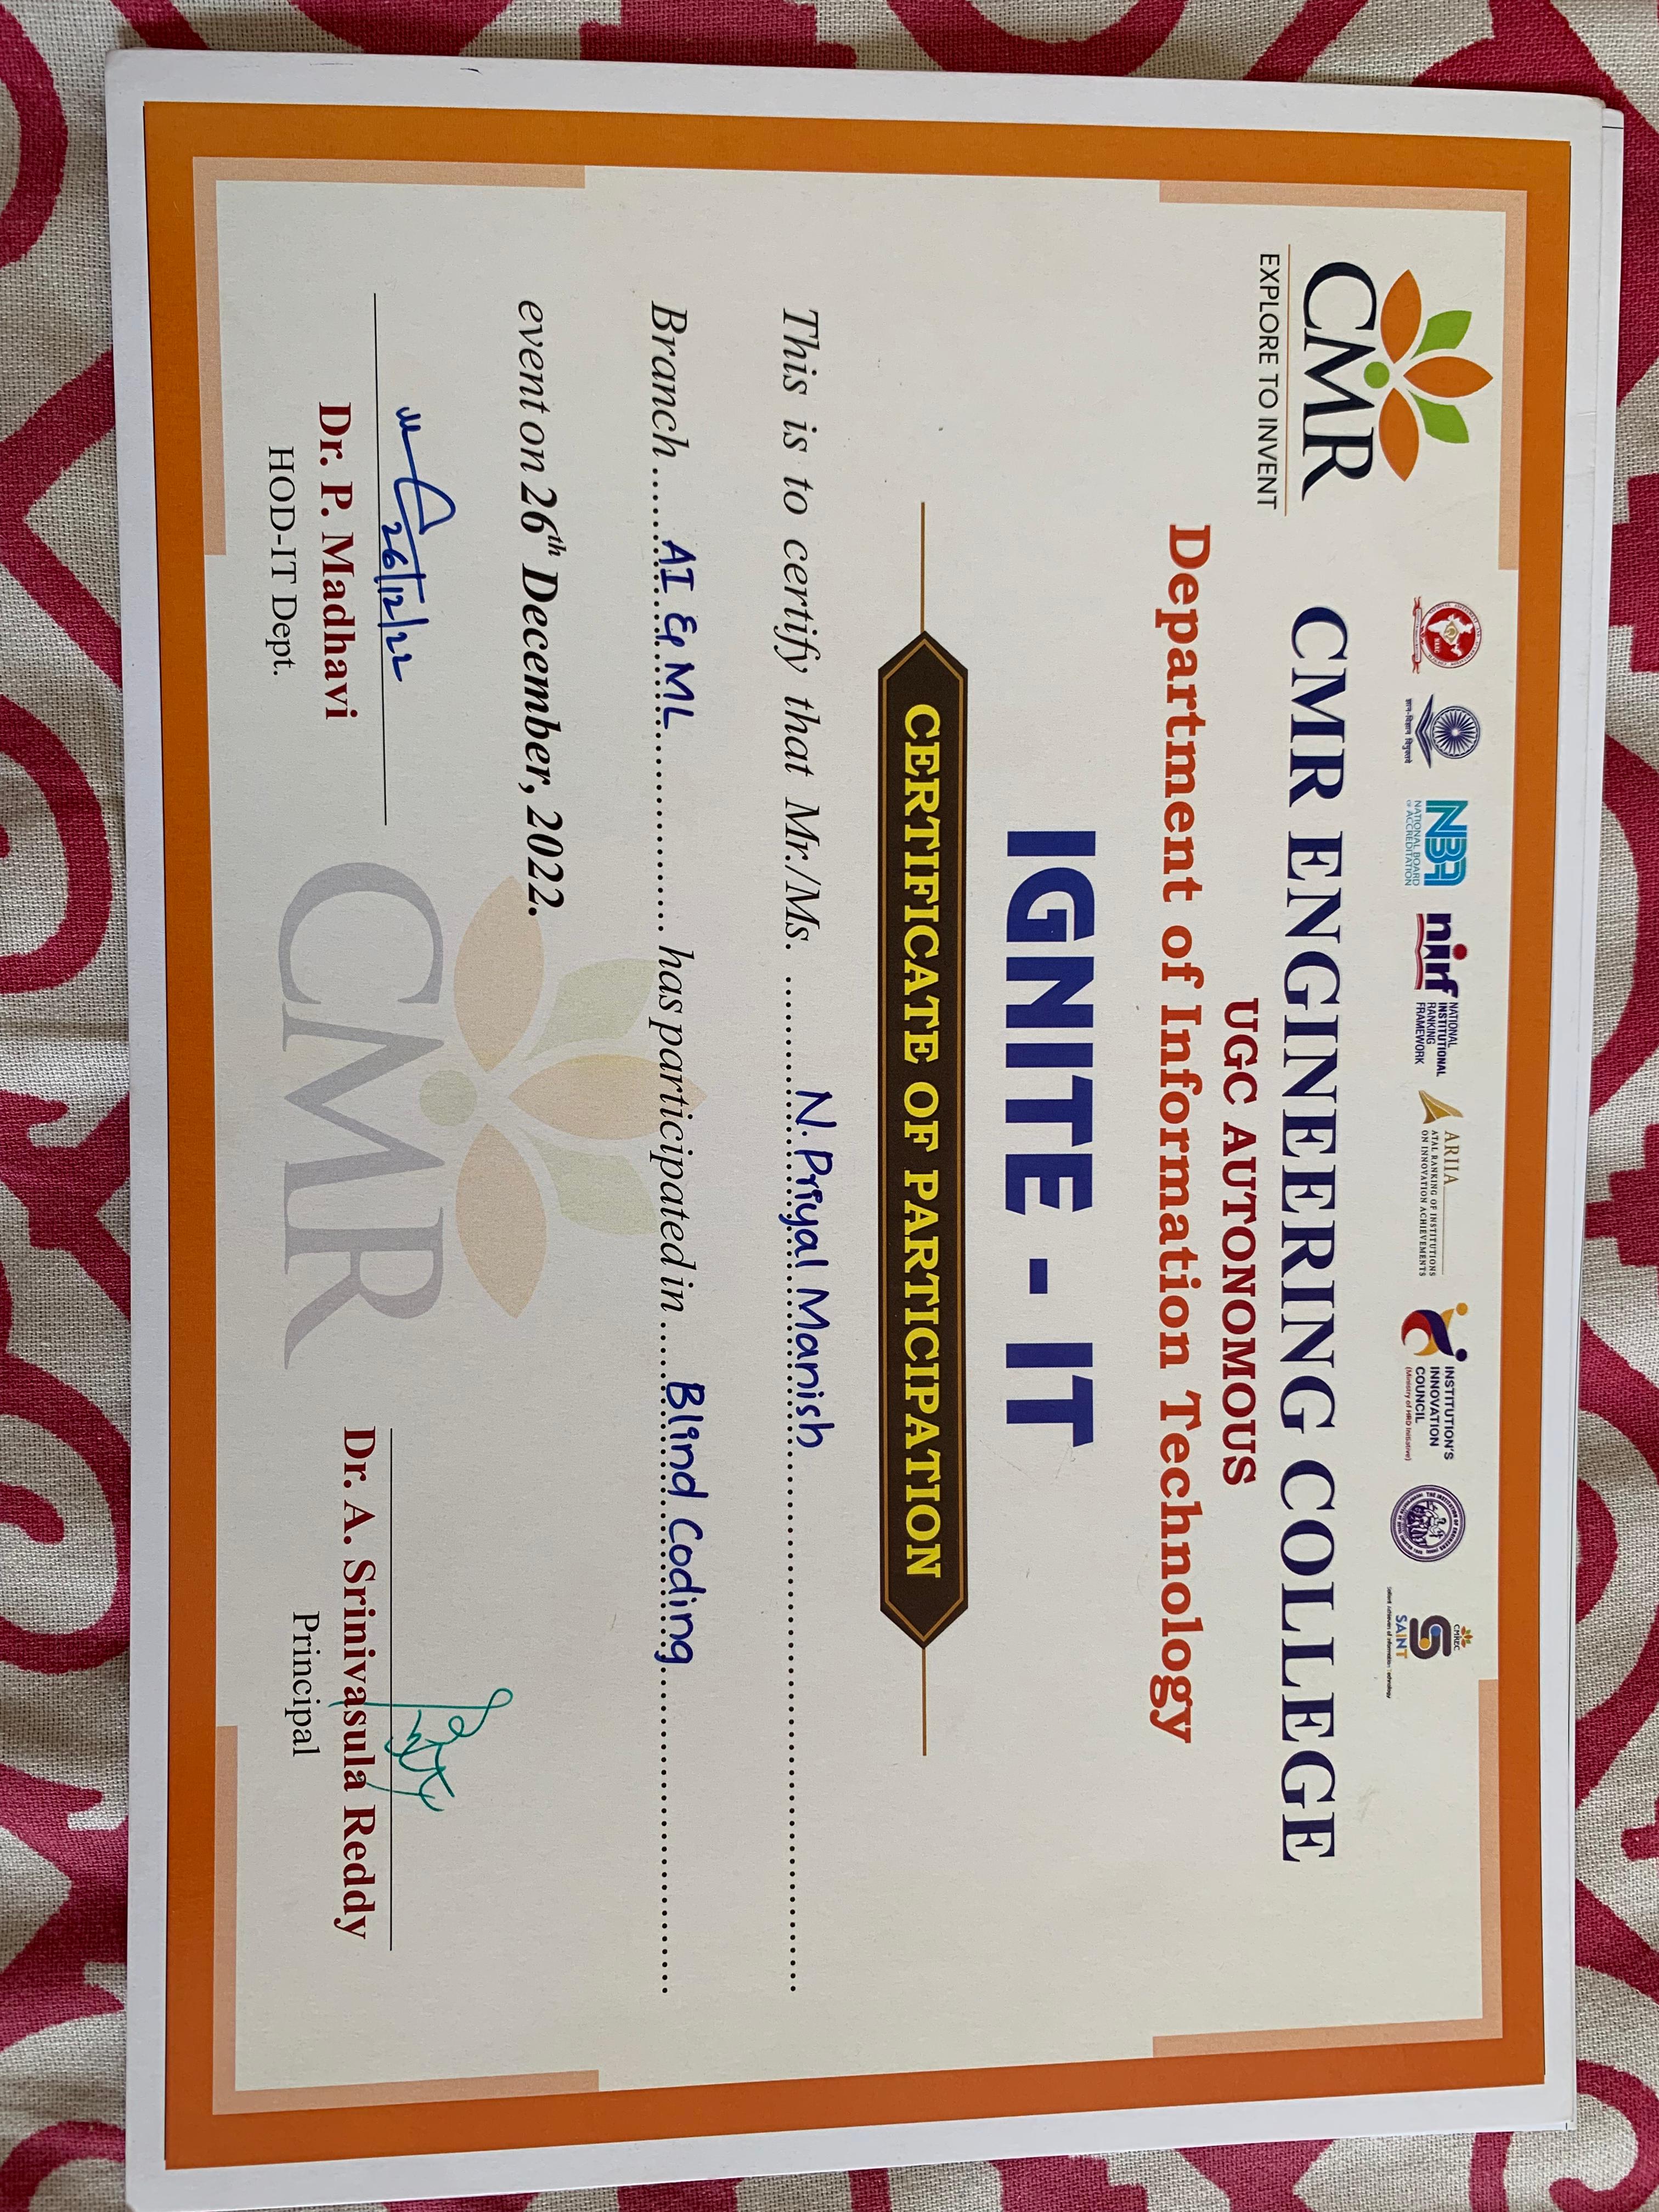 CMR
EXPLORE TO INVENT
NBA
NATIONAL BOARD
OF ACCREDITATION
nirf
NATIONAL
INSTITUTIONAL
RANKING
FRAMEWORK
ARIIA
ATAL RANKING OF INSTITUTIONS
ON INNOVATION ACHIEVEMENTS
INSTITUTION'S
INNOVATION
COUNCIL
(Ministry of HRD Initiative)
CMREC
SAINT
CMR ENGINEERING COLLEGE
UGC AUTONOMOUS
Department of Information Technology
IGNITE - IT
CERTIFICATE OF PARTICIPATION
This is to certify that Mr./Ms. N. Priyal Manish
Branch AI & ML has participated in Blind Coding
event on 26th December, 2022.
CMR
26/12/22
Dr. P. Madhavi
HOD-IT Dept.
Dr. A. Srinivasula Reddy
Principal